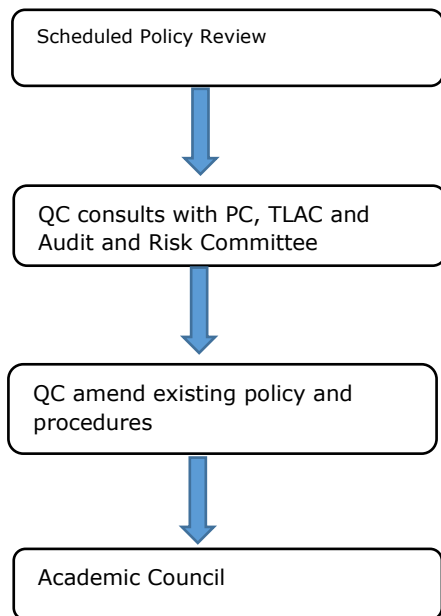 Scheduled Policy Review
QC consults with PC, TLAC and
Audit and Risk Committee
QC amend existing policy and
procedures
Academic Council